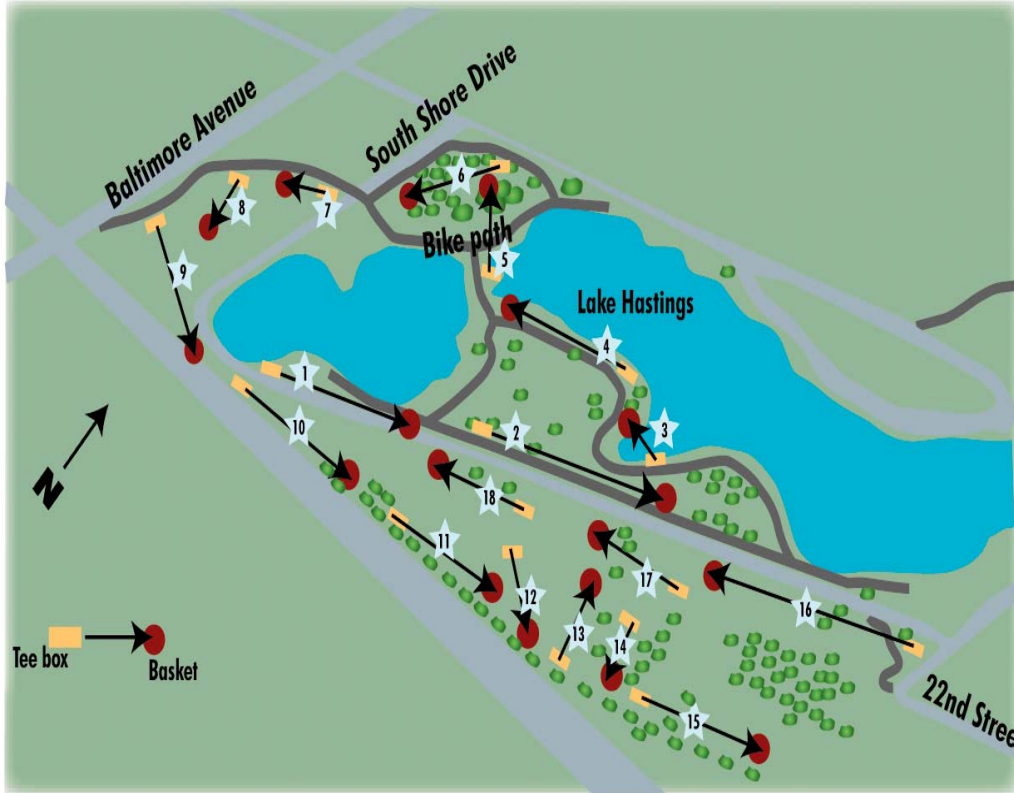 Baltimore Avenue
South Shore Drive
6
7
8
Bike path
5
9
Lake Hastings
4
1
10
2
3
N
18
11
12
17
16
13
14
Tee box
Basket
15
22nd Stree